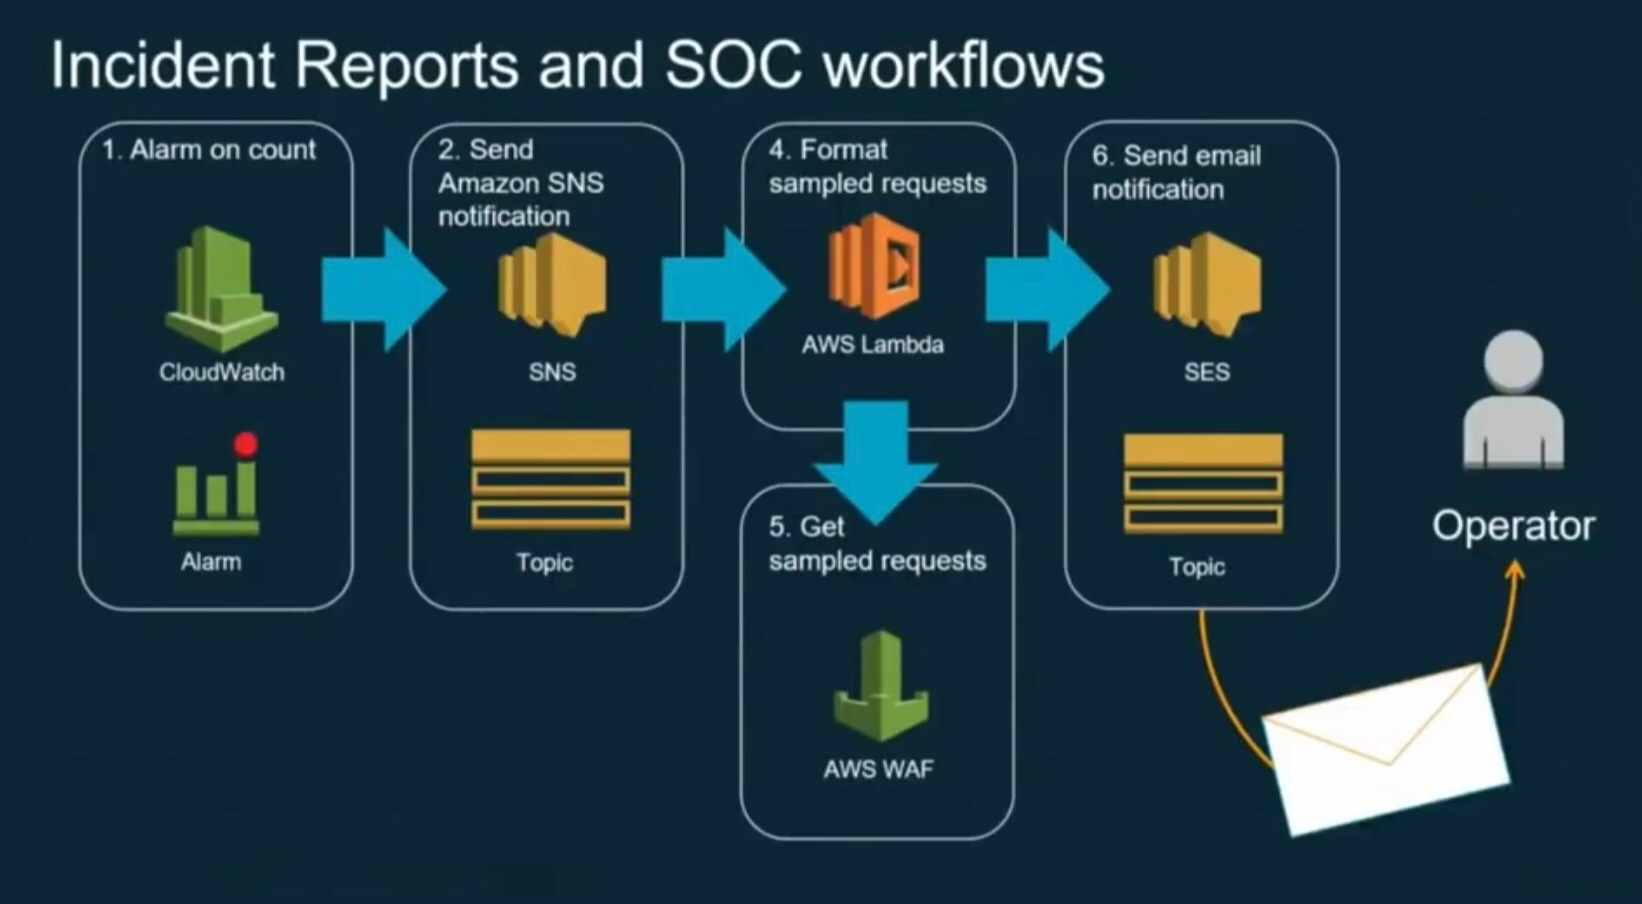 Incident Reports and SOC workflows
1. Alarm on count
CloudWatch
Alarm
2. Send
Amazon SNS
notification
SNS
Topic
4. Format
sampled requests
AWS Lambda
5. Get
sampled requests
AWS WAF
6. Send email
notification
SES
Topic
Operator